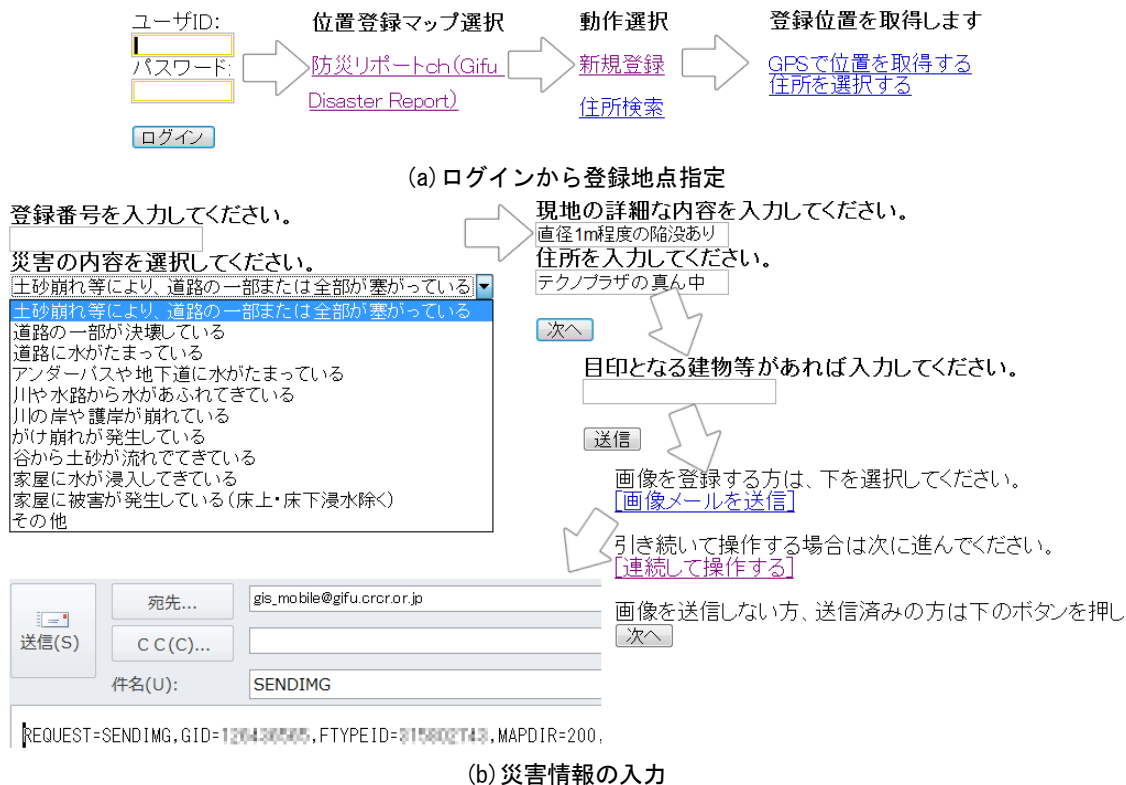 ユーザID:
パスワード:
ログイン
位置登録マップ選択
防災リポートch(Gifu
Disaster Report)
動作選択
新規登録
住所検索
登録位置を取得します
GPSで位置を取得する
住所を選択する
(a)ログインから登録地点指定
登録番号を入力してください。
災害の内容を選択してください。
土砂崩れ等により、道路の一部または全部が塞がっている
土砂崩れ等により、道路の一部または全部が塞がっている
道路の一部が決壊している
道路に水がたまっている
アンダーパスや地下道に水がたまっている
川や水路から水があふれてきている
川の岸や護岸が崩れている
がけ崩れが発生している
谷から土砂が流れでてきている
家屋に水が浸入してきている
家屋に被害が発生している(床上・床下浸水除く)
その他
現地の詳細な内容を入力してください。
直径1m程度の陥没あり
住所を入力してください。
テクノプラザの真ん中
次へ
目印となる建物等があれば入力してください。
送信
画像を登録する方は、下を選択してください。
[画像メールを送信]
引き続いて操作する場合は次に進んでください。
[連続して操作する]
画像を送信しない方、送信済みの方は下のボタンを押し
次へ
送信(S)
宛先...
gis_mobile@gifu.crcr.or.jp
CC(C)...
件名(U):
SENDIMG
REQUEST=SENDIMG,GID= ,FTYPEID= ,MAPDIR=200,
(b)災害情報の入力